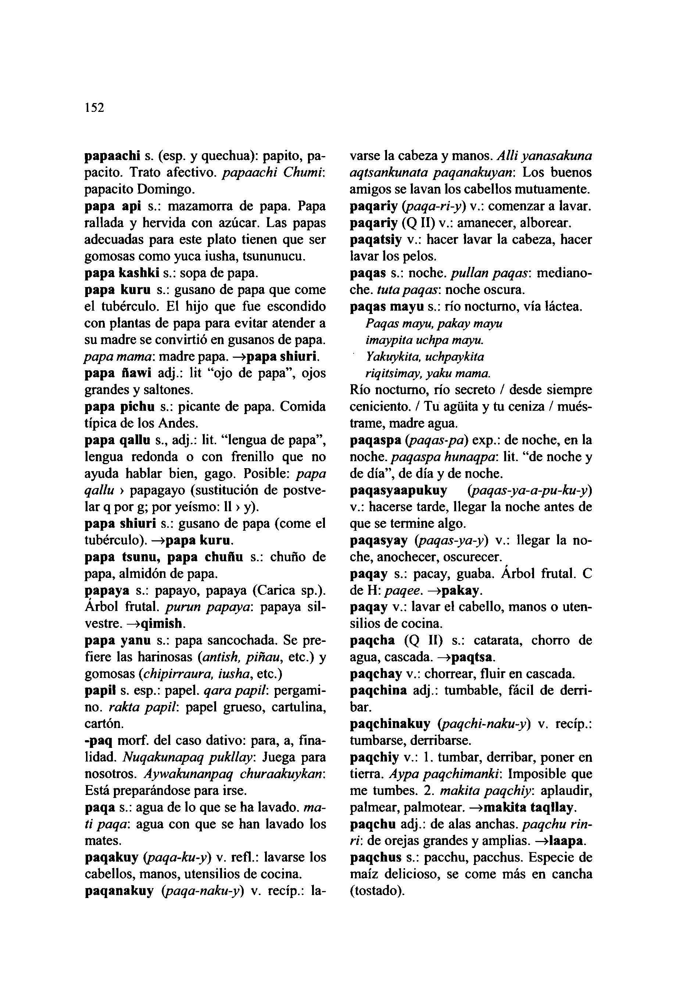 152
papaachi s. (esp. y quechua): papito, pa-
pacito. Trato afectivo. papaachi Chumi:
papacito Domingo.
papa api s.: mazamorra de papa. Papa
rallada y hervida con azúcar. Las papas
adecuadas para este plato tienen que ser
gomosas como yuca iusha, tsununucu.
papa kashki s.: sopa de papa.
papa kuru s.: gusano de papa que come
el tubérculo. El hijo que fue escondido
con plantas de papa para evitar atender a
su madre se convirtió en gusanos de papa.
papa mama: madre papa. →papa shiuri.
papa ñawi adj.: lit “ojo de papa”, ojos
grandes y saltones.
papa pichu s.: picante de papa. Comida
típica de los Andes.
papa qallu s., adj.: lit. “lengua de papa”,
lengua redonda o con frenillo que no
ayuda hablar bien, gago. Posible: papa
qallu › papagayo (sustitución de postve-
lar q por g; por yeísmo: ll › y).
papa shiuri s.: gusano de papa (come el
tubérculo). →papa kuru.
papa tsunu, papa chuñu s.: chuño de
papa, almidón de papa.
papaya s.: papayo, papaya (Carica sp.).
Árbol frutal. purun papaya: papaya sil-
vestre. →qimish.
papa yanu s.: papa sancochada. Se pre-
fiere las harinosas (antish, piñau, etc.) y
gomosas (chipirraura, iusha, etc.)
papil s. esp.: papel. qara papil: pergami-
no. rakta papil: papel grueso, cartulina,
cartón.
-paq morf. del caso dativo: para, a, fina-
lidad. Nuqakunapaq pukllay: Juega para
nosotros. Aywakunanpaq churaakuykan:
Está preparándose para irse.
paqa s.: agua de lo que se ha lavado. ma-
ti paqa: agua con que se han lavado los
mates.
paqakuy (paqa-ku-y) v. refl.: lavarse los
cabellos, manos, utensilios de cocina.
paqanakuy (paqa-naku-y) v. recíp.: la-
varse la cabeza y manos. Alli yanasakuna
aqtsankunata paqanakuyan: Los buenos
amigos se lavan los cabellos mutuamente.
paqariy (paqa-ri-y) v.: comenzar a lavar.
paqariy (Q II) v.: amanecer, alborear.
paqatsiy v.: hacer lavar la cabeza, hacer
lavar los pelos.
paqas s.: noche. pullan paqas: mediano-
che. tuta paqas: noche oscura.
paqas mayu s.: río nocturno, vía láctea.
Paqas mayu, pakay mayu
imaypita uchpa mayu.
Yakuykita, uchpaykita
riqitsimay, yaku mama.
Río nocturno, río secreto / desde siempre
ceniciento. / Tu agüita y tu ceniza / mués-
trame, madre agua.
paqaspa (paqas-pa) exp.: de noche, en la
noche. paqaspa hunaqpa: lit. “de noche y
de día”, de día y de noche.
paqasyaapukuy (paqas-ya-a-pu-ku-y)
v.: hacerse tarde, llegar la noche antes de
que se termine algo.
paqasyay (paqas-ya-y) v.: llegar la no-
che, anochecer, oscurecer.
paqay s.: pacay, guaba. Árbol frutal. C
de H: paqee. →pakay.
paqay v.: lavar el cabello, manos o uten-
silios de cocina.
paqcha (Q II) s.: catarata, chorro de
agua, cascada. →paqtsa.
paqchay v.: chorrear, fluir en cascada.
paqchina adj.: tumbable, fácil de derri-
bar.
paqchinakuy (paqchi-naku-y) v. recíp.:
tumbarse, derribarse.
paqchiy v.: 1. tumbar, derribar, poner en
tierra. Aypa paqchimanki: Imposible que
me tumbes. 2. makita paqchiy: aplaudir,
palmear, palmotear. →makita taqllay.
paqchu adj.: de alas anchas. paqchu rin-
ri: de orejas grandes y amplias. →laapa.
paqchus s.: pacchu, pacchus. Especie de
maíz delicioso, se come más en cancha
(tostado).